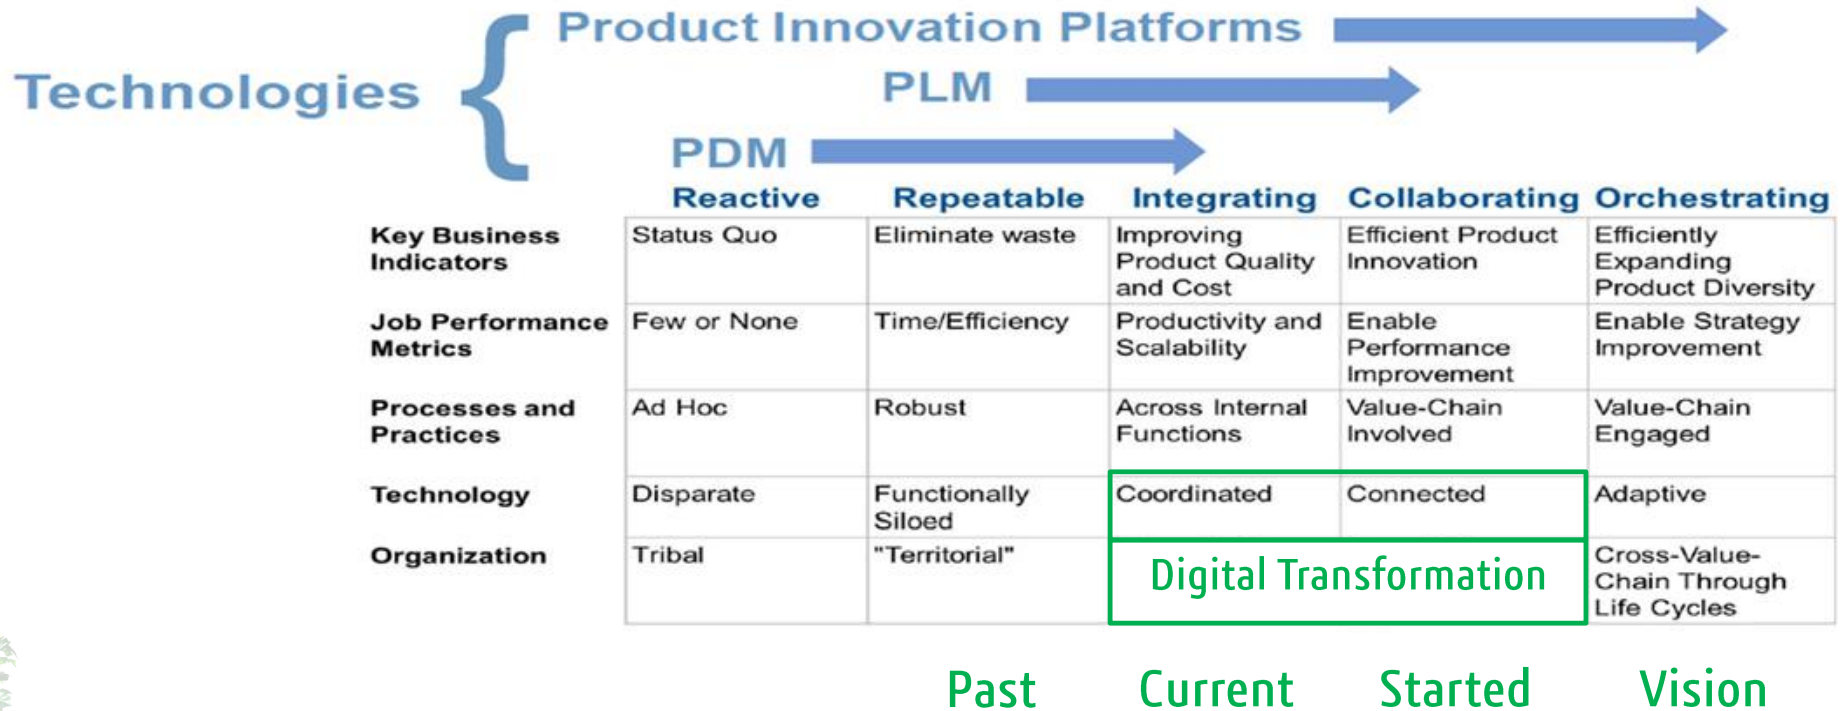 Product Innovation Platforms
Technologies
PLM
PDM
Reactive Repeatable Integrating Collaborating Orchestrating
Key Business
Indicators
Status Quo
Eliminate waste
Improving
Product Quality
and Cost
Efficient Product
Innovation
Efficiently
Expanding
Product Diversity
Job Performance
Metrics
Few or None
Time/Efficiency
Productivity and
Scalability
Enable
Performance
Improvement
Enable Strategy
Improvement
Processes and
Practices
Ad Hoc
Robust
Across Internal
Functions
Value-Chain
Involved
Value-Chain
Engaged
Technology
Disparate
Functionally
Siloed
Coordinated
Connected
Adaptive
Organization
Tribal
"Territorial"
Digital Transformation
Cross-Value-
Chain Through
Life Cycles
Past Current Started Vision